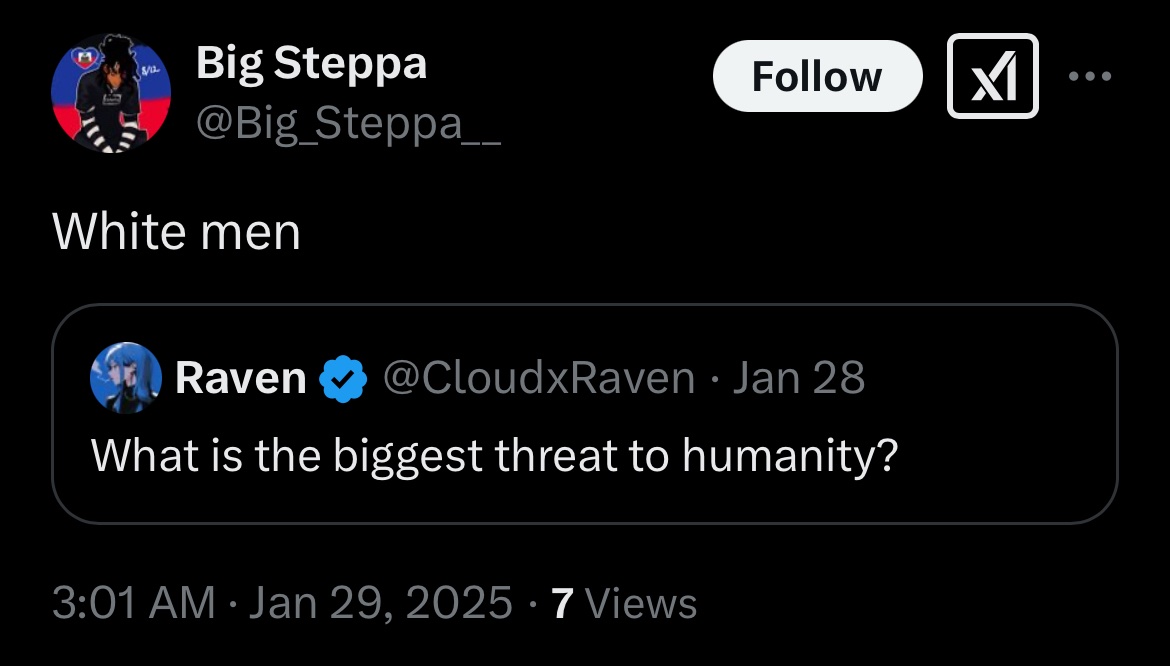 Big Steppa
@Big_Steppa__
Follow
White men
Raven @CloudxRaven · Jan 28
What is the biggest threat to humanity?
3:01 AM · Jan 29, 2025 · 7 Views